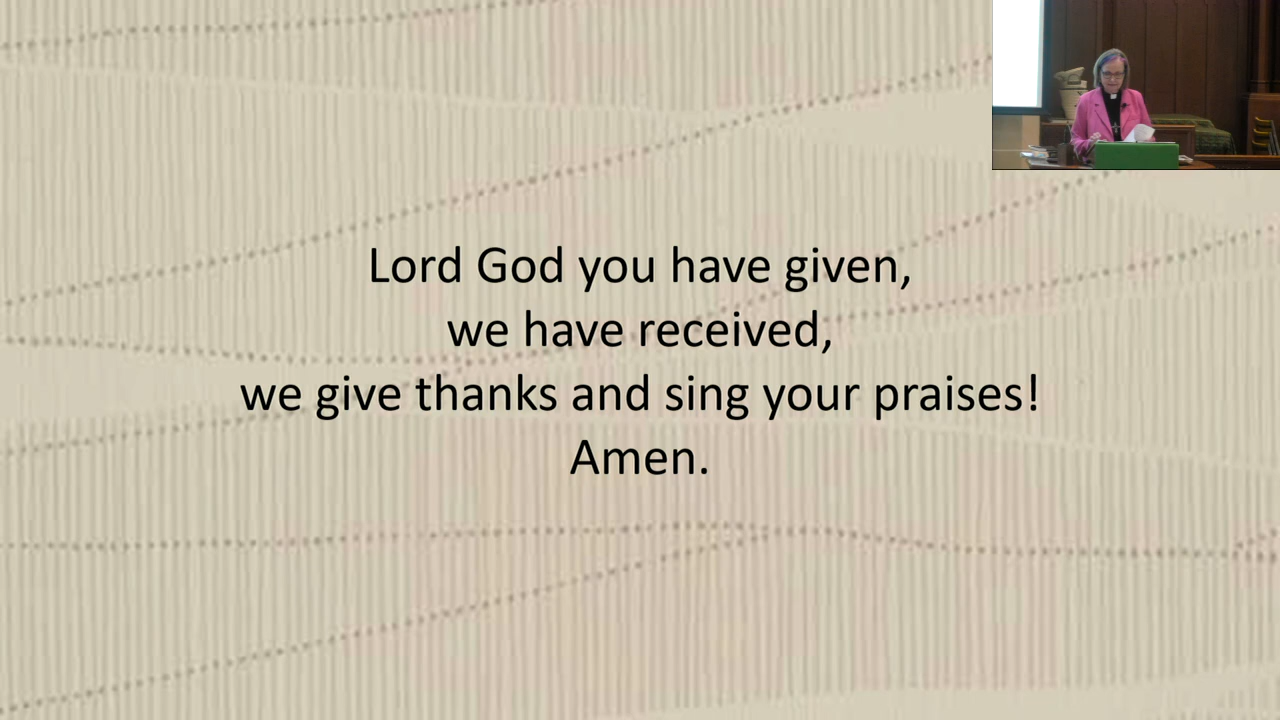 Lord God you have given,
we have received,
we give thanks and sing your praises!
Amen.